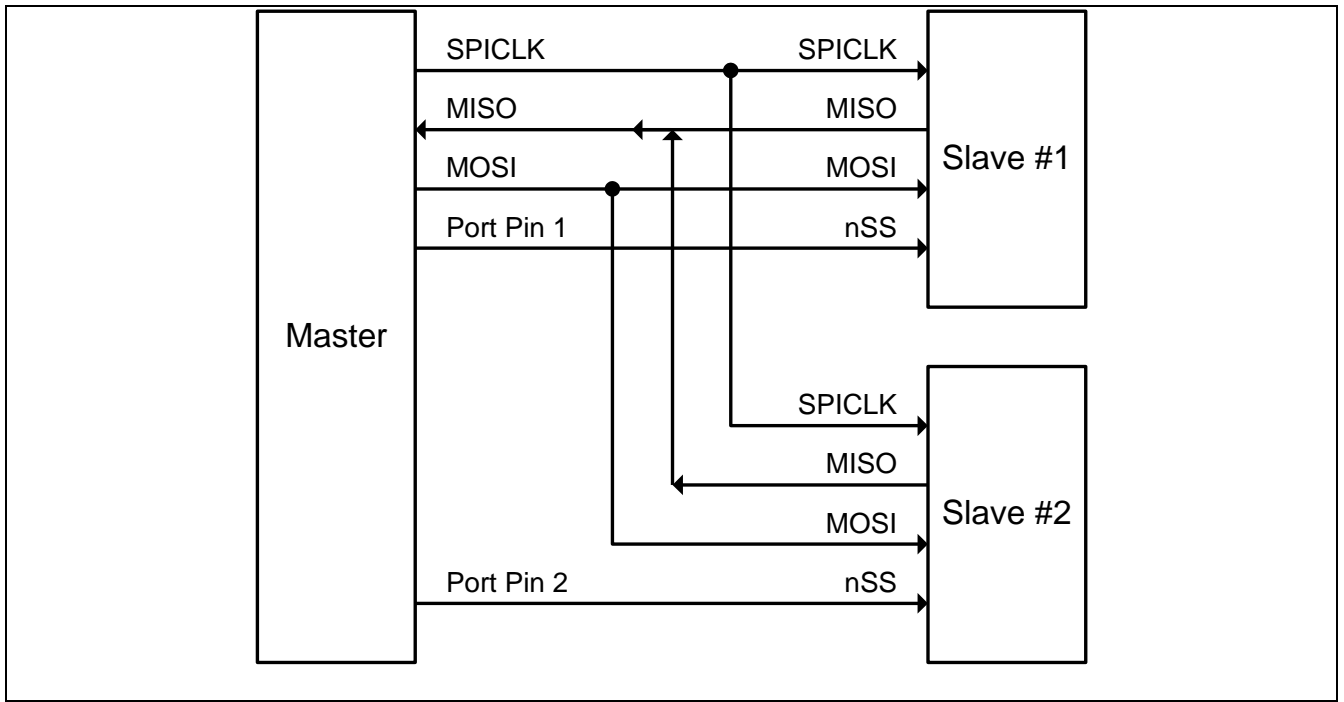 SPICLK SPICLK
MISO MISO
MOSI MOSI
Slave #1
Port Pin 1 nSS
Master
SPICLK
MISO
MOSI
Slave #2
Port Pin 2 nSS